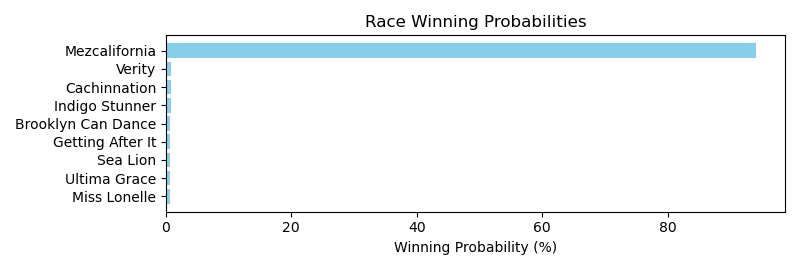 Race Winning Probabilities
Mezcalifornia
Verity
Cachinnation
Indigo Stunner
Brooklyn Can Dance
Getting After It
Sea Lion
Ultima Grace
Miss Lonelle
0 20 40 60 80
Winning Probability (%)